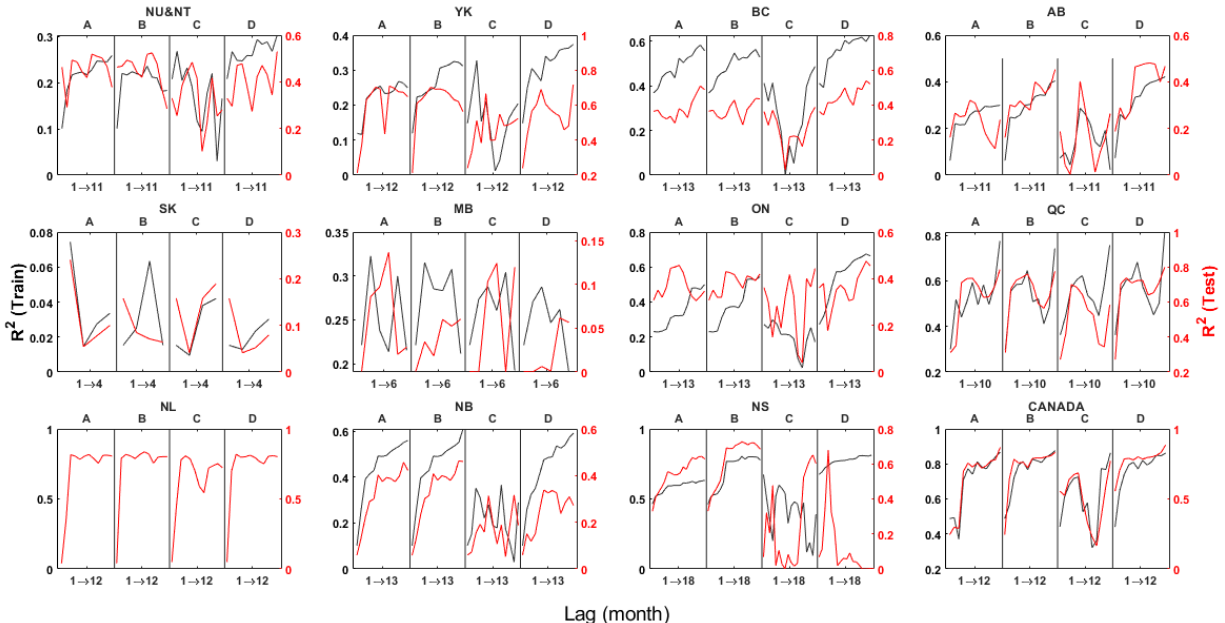 NU&NT
A B C D
0.3 0.2 0.1 0
0.6 0.4 0.2 0
1→11 1→11 1→11 1→11
YK
A B C D
0.4 0.3 0.2 0.1 0
1 0.8 0.6 0.4 0.2
1→12 1→12 1→12 1→12
BC
A B C D
0.6 0.4 0.2 0
0.8 0.6 0.4 0.2 0
1→13 1→13 1→13 1→13
AB
A B C D
0.6 0.4 0.2 0
0.6 0.4 0.2 0
1→11 1→11 1→11 1→11
R² (Train)
SK
A B C D
0.08 0.06 0.04 0.02 0
0.3 0.2 0.1 0
1→4 1→4 1→4 1→4
MB
A B C D
0.35 0.3 0.25 0.2
0.15 0.1 0.05 0
1→6 1→6 1→6 1→6
ON
A B C D
0.8 0.6 0.4 0.2 0
0.6 0.4 0.2 0
1→13 1→13 1→13 1→13
QC
A B C D
0.8 0.6 0.4 0.2
1 0.8 0.6 0.4 0.2
1→10 1→10 1→10 1→10
R² (Test)
NL
A B C D
1 0.5 0
1 0.5 0
1→12 1→12 1→12 1→12
NB
A B C D
0.6 0.4 0.2 0
0.6 0.4 0.2 0
1→13 1→13 1→13 1→13
NS
A B C D
1 0.5 0
0.8 0.6 0.4 0.2 0
1→18 1→18 1→18 1→18
CANADA
A B C D
1 0.8 0.6 0.4 0.2
1 0.5 0
1→12 1→12 1→12 1→12
Lag (month)